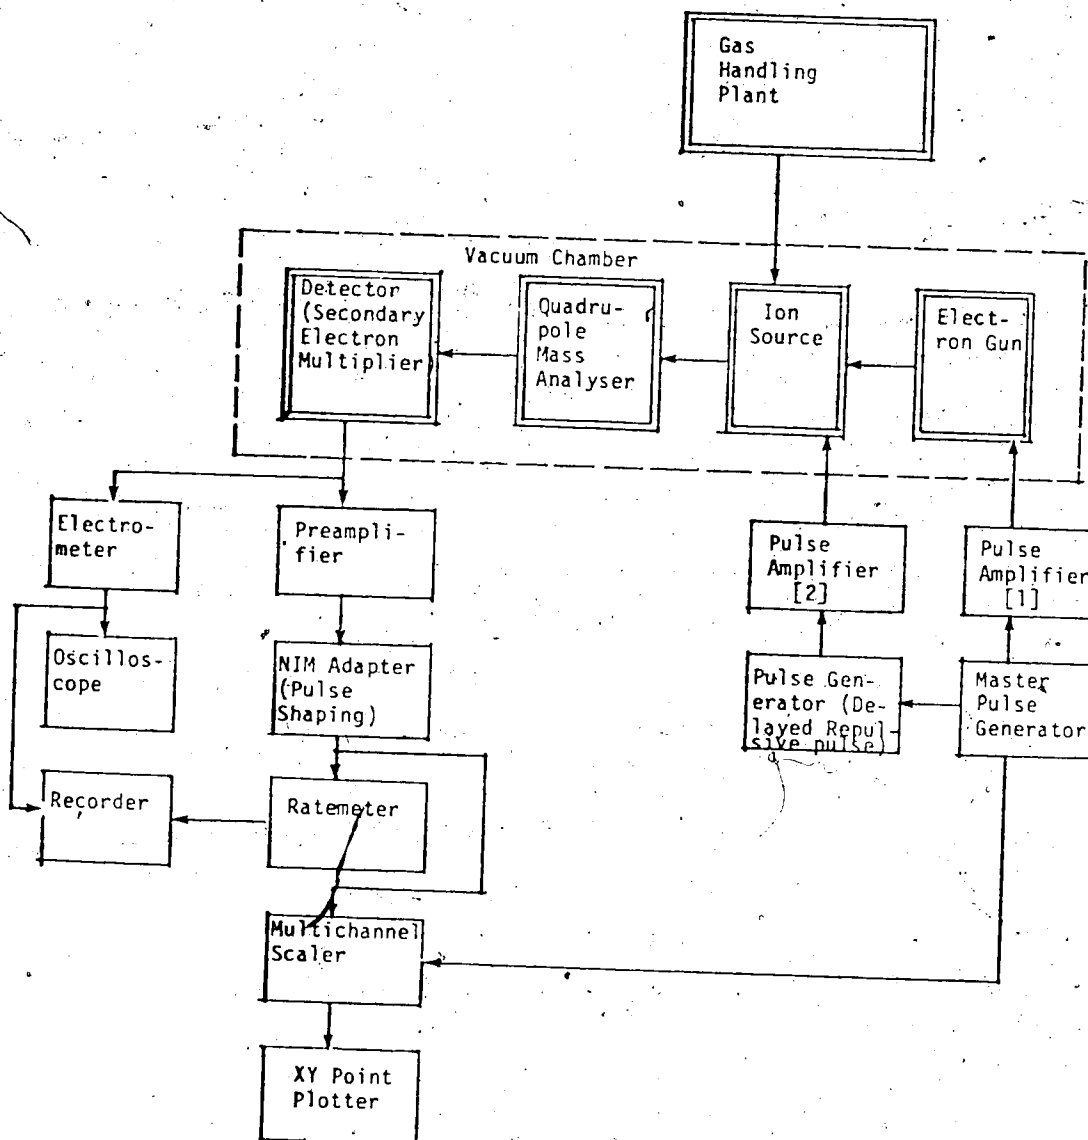 Gas
Handling
Plant
Vacuum Chamber
Detector
(Secondary
Electron
Multiplier)
Quadru-
pole
Mass
Analyser
Ion
Source
Elect-
ron Gun
Electro-
meter
Preampli-
fier
Pulse
Amplifier
[2]
Pulse
Amplifier
[1]
Oscillos-
cope
NIM Adapter
(Pulse
Shaping)
Pulse Gen-
erator (De-
layed Repul-
sive pulse)
Master
Pulse
Generator
Recorder
Ratemeter
Multichannel
Scaler
XY Point
Plotter